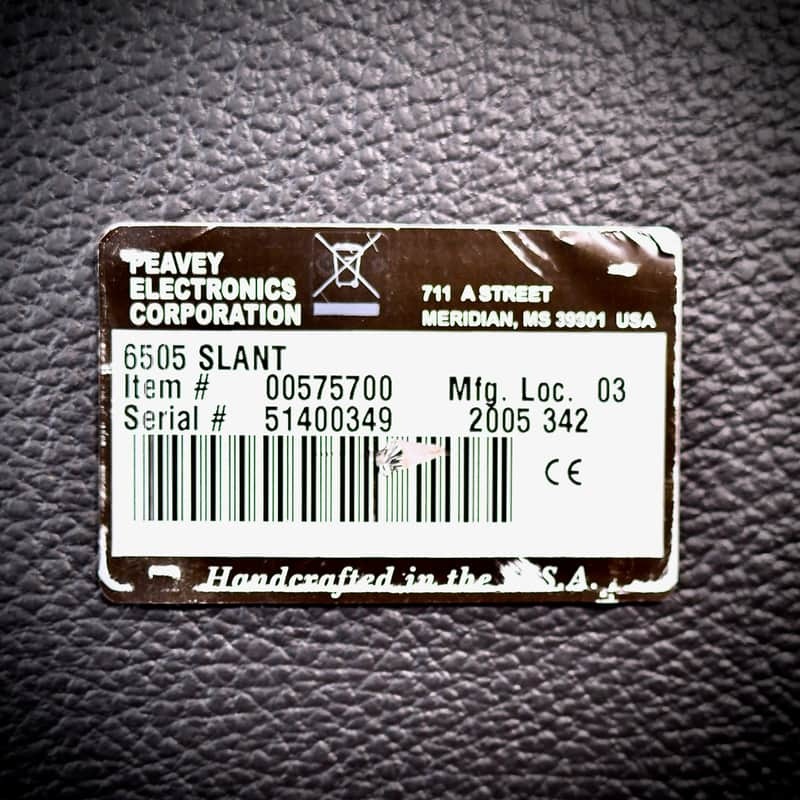 PEAVEY
ELECTRONICS
CORPORATION
711 A STREET
MERIDIAN, MS 39301 USA
6505 SLANT
Item # 00575700 Mfg. Loc. 03
Serial # 51400349 2005 342
CE
Handcrafted in the U.S.A.